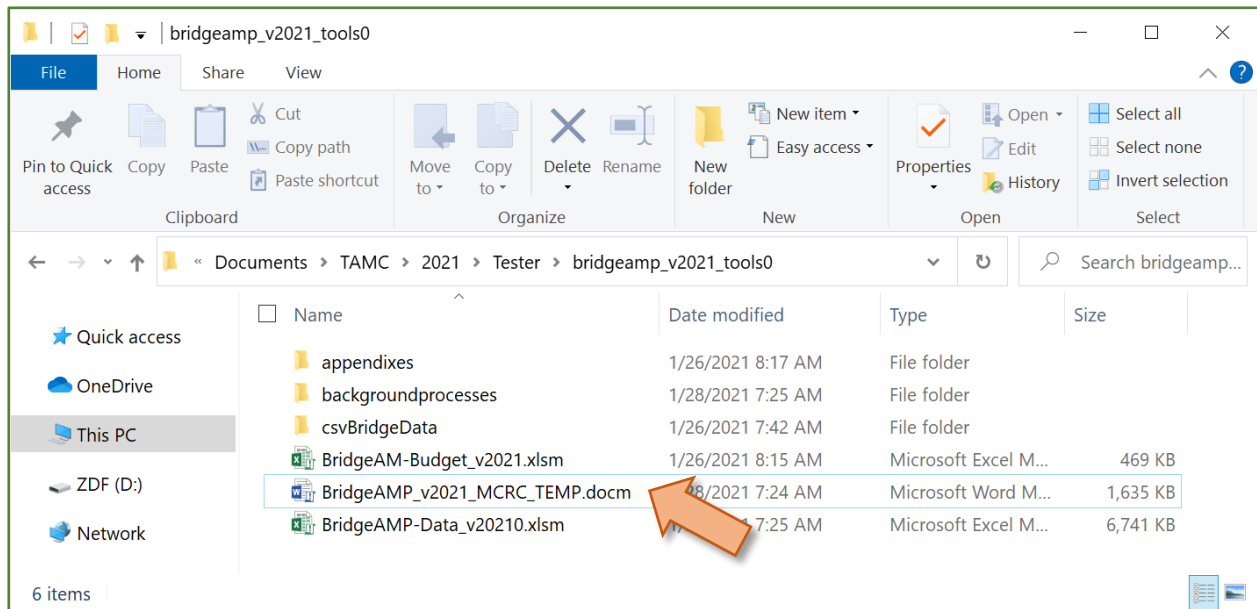 bridgeamp_v2021_tools0
File Home Share View
Pin to Quick access
Copy
Paste
Cut
Copy path
Paste shortcut
Clipboard
Move to
Copy to
Delete
Rename
Organize
New folder
New item
Easy access
New
Properties
Open
Edit
History
Open
Select all
Select none
Invert selection
Select
« Documents > TAMC > 2021 > Tester > bridgeamp_v2021_tools0
Search bridgeamp...
Quick access
OneDrive
This PC
ZDF (D:)
Network
Name Date modified Type Size
appendixes 1/26/2021 8:17 AM File folder
backgroundprocesses 1/28/2021 7:25 AM File folder
csvBridgeData 1/26/2021 7:42 AM File folder
BridgeAM-Budget_v2021.xlsm 1/26/2021 8:15 AM Microsoft Excel M... 469 KB
BridgeAMP_v2021_MCRC_TEMP.docm /2021 7:24 AM Microsoft Word M... 1,635 KB
BridgeAMP-Data_v20210.xlsm 7:25 AM Microsoft Excel M... 6,741 KB
6 items